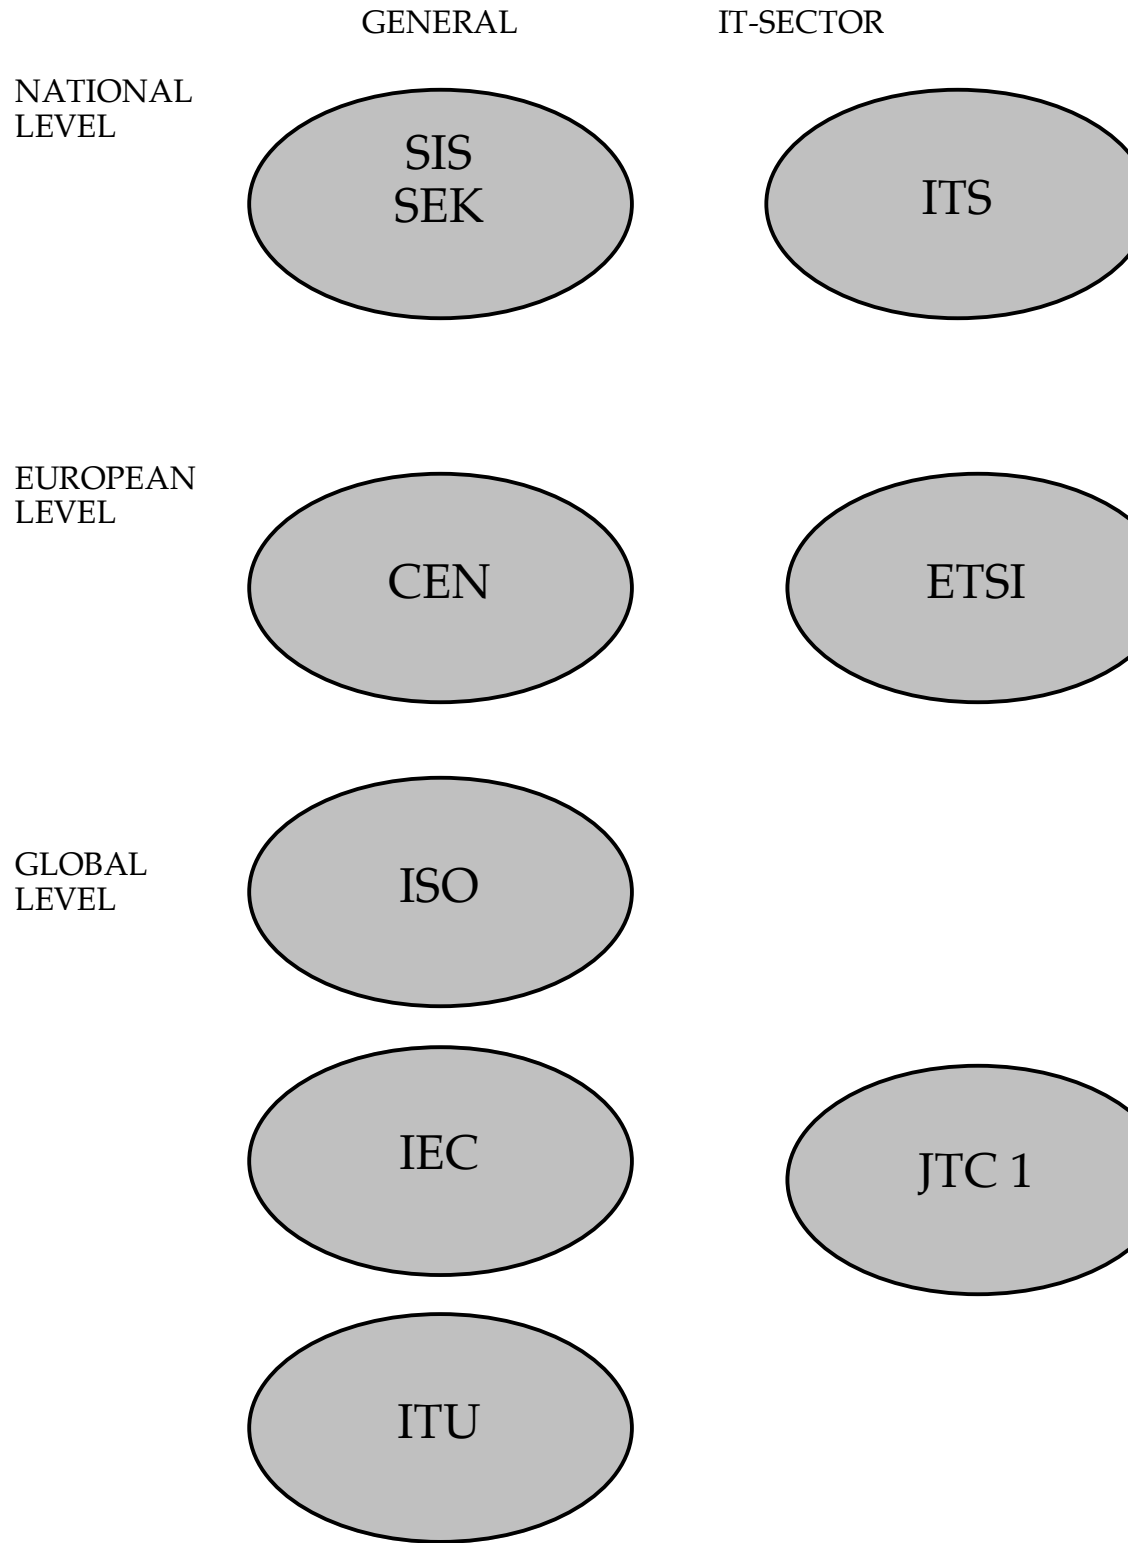 GENERAL IT-SECTOR
NATIONAL
LEVEL
SIS
SEK
ITS
EUROPEAN
LEVEL
CEN
ETSI
GLOBAL
LEVEL
ISO
IEC
JTC 1
ITU